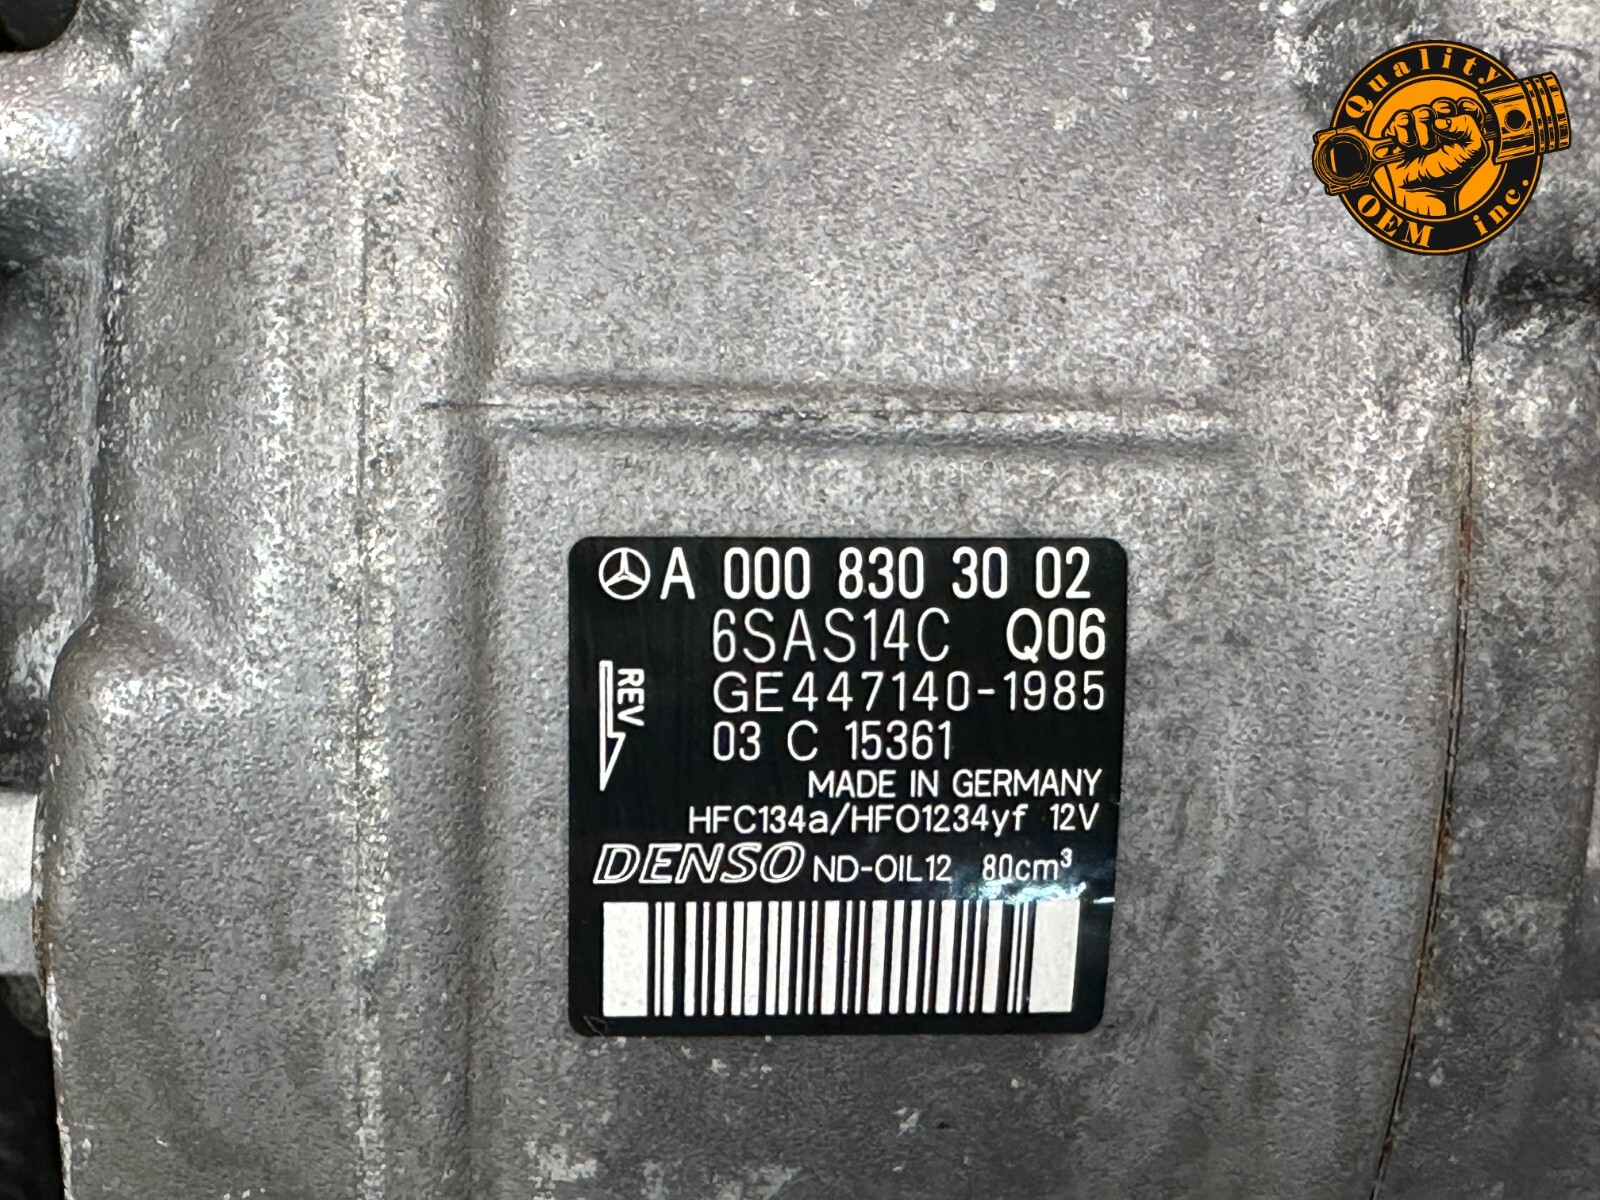 Quality
OEM inc.
A 000 830 30 02
6SAS14C Q06
REV
GE447140-1985
03 C 15361
MADE IN GERMANY
HFC134a/HFO1234yf 12V
DENSO ND-OIL12 80cm³